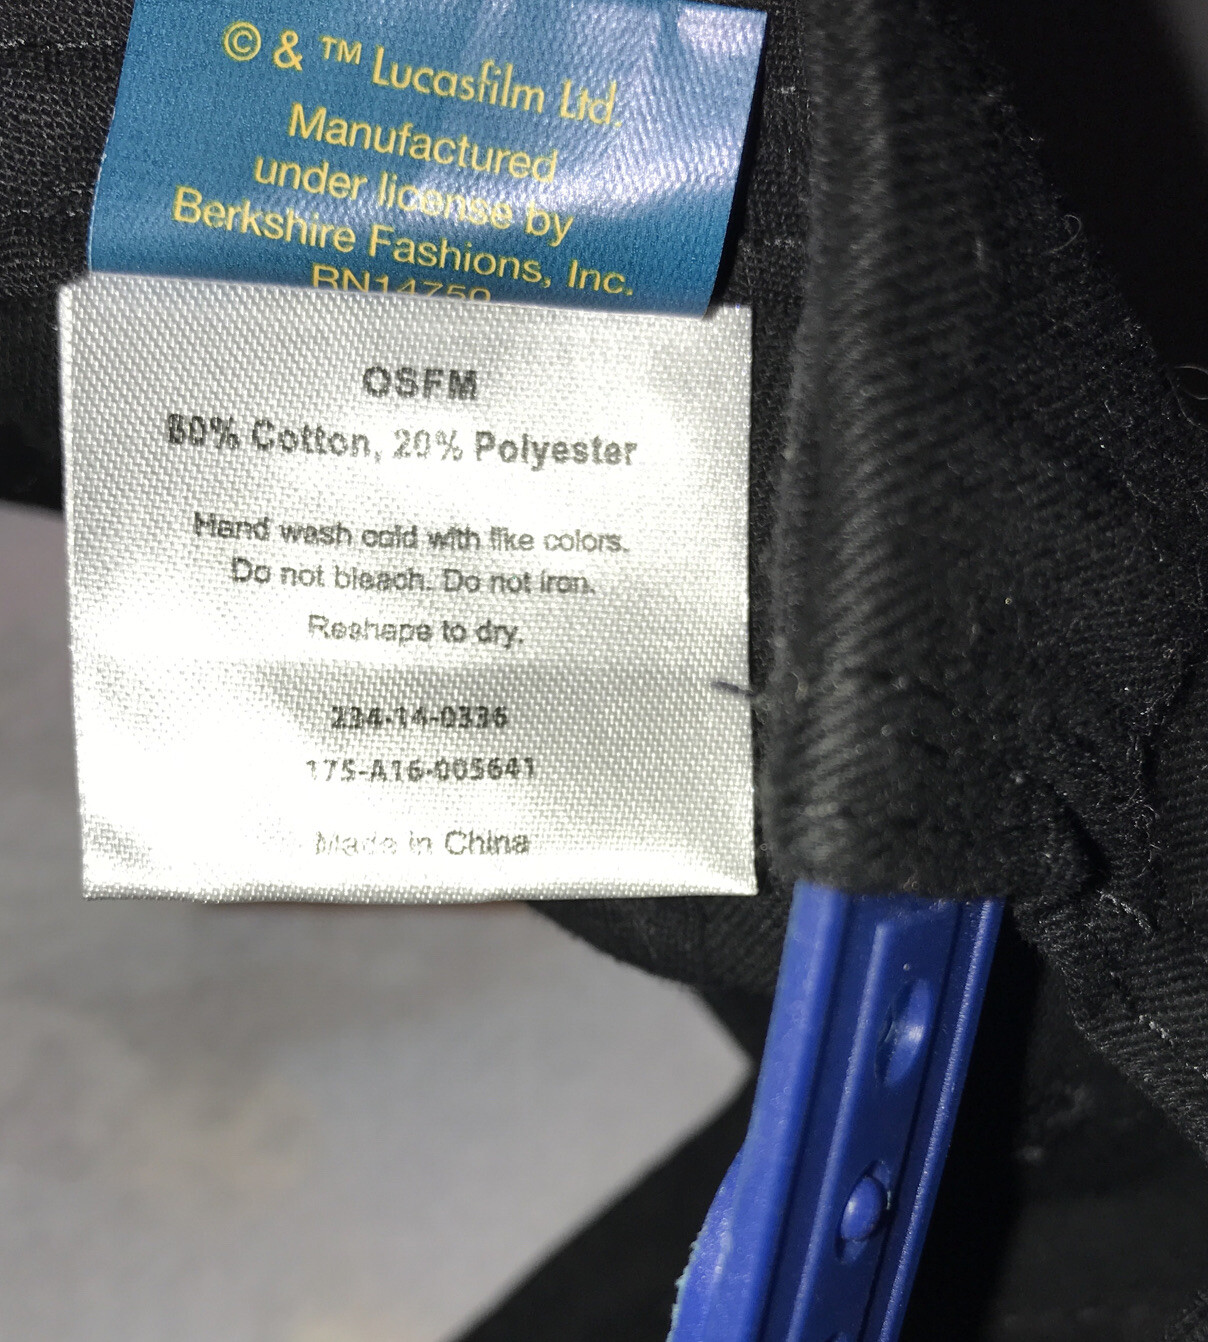 © & ™ Lucasfilm Ltd.
Manufactured
under license by
Berkshire Fashions, Inc.
RN14750
OSFM
80% Cotton, 20% Polyester
Hand wash cold with like colors.
Do not bleach. Do not iron.
Reshape to dry.
234-14-0336
175-A16-005641
Made in China